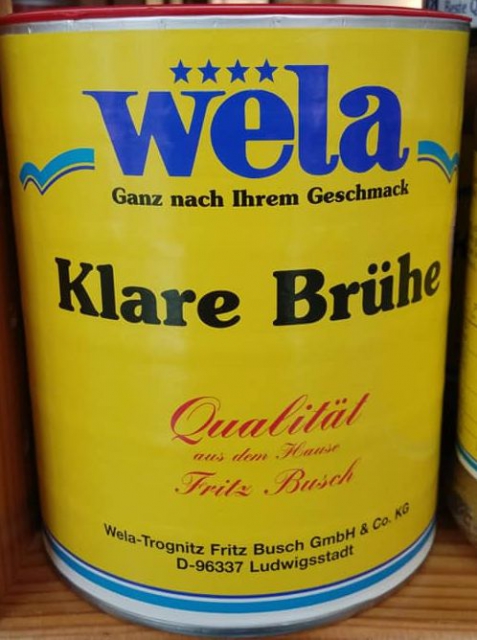 Beste
wela
Ganz nach Ihrem Geschmack
Klare Brühe
Qualität
aus dem Hause
Fritz Busch
Wela-Trognitz Fritz Busch GmbH & Co. KG
D-96337 Ludwigsstadt